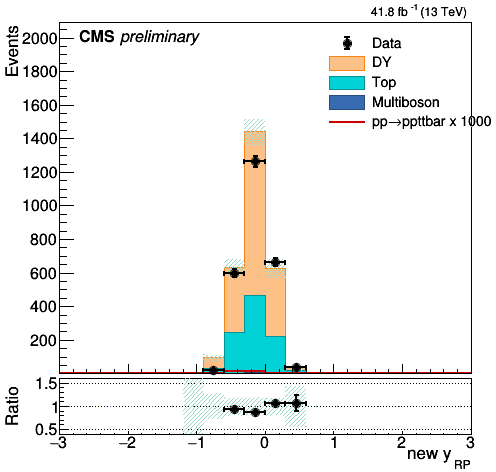 41.8 fb⁻¹ (13 TeV)
CMS preliminary
Events
2000
1800
1600
1400
1200
1000
800
600
400
200
Data
DY
Top
Multiboson
pp→ppttbar x 1000
Ratio
1.5
1
0.5
−3 −2 −1 0 1 2 3
new y RP